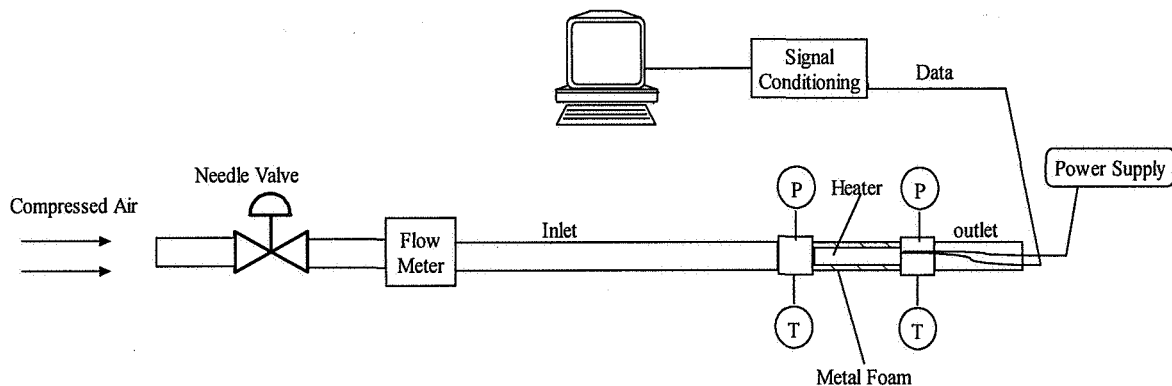 Signal
Conditioning
Data
Needle Valve
Power Supply
Compressed Air
P
Heater
P
Flow
Meter
Inlet
outlet
T
T
Metal Foam